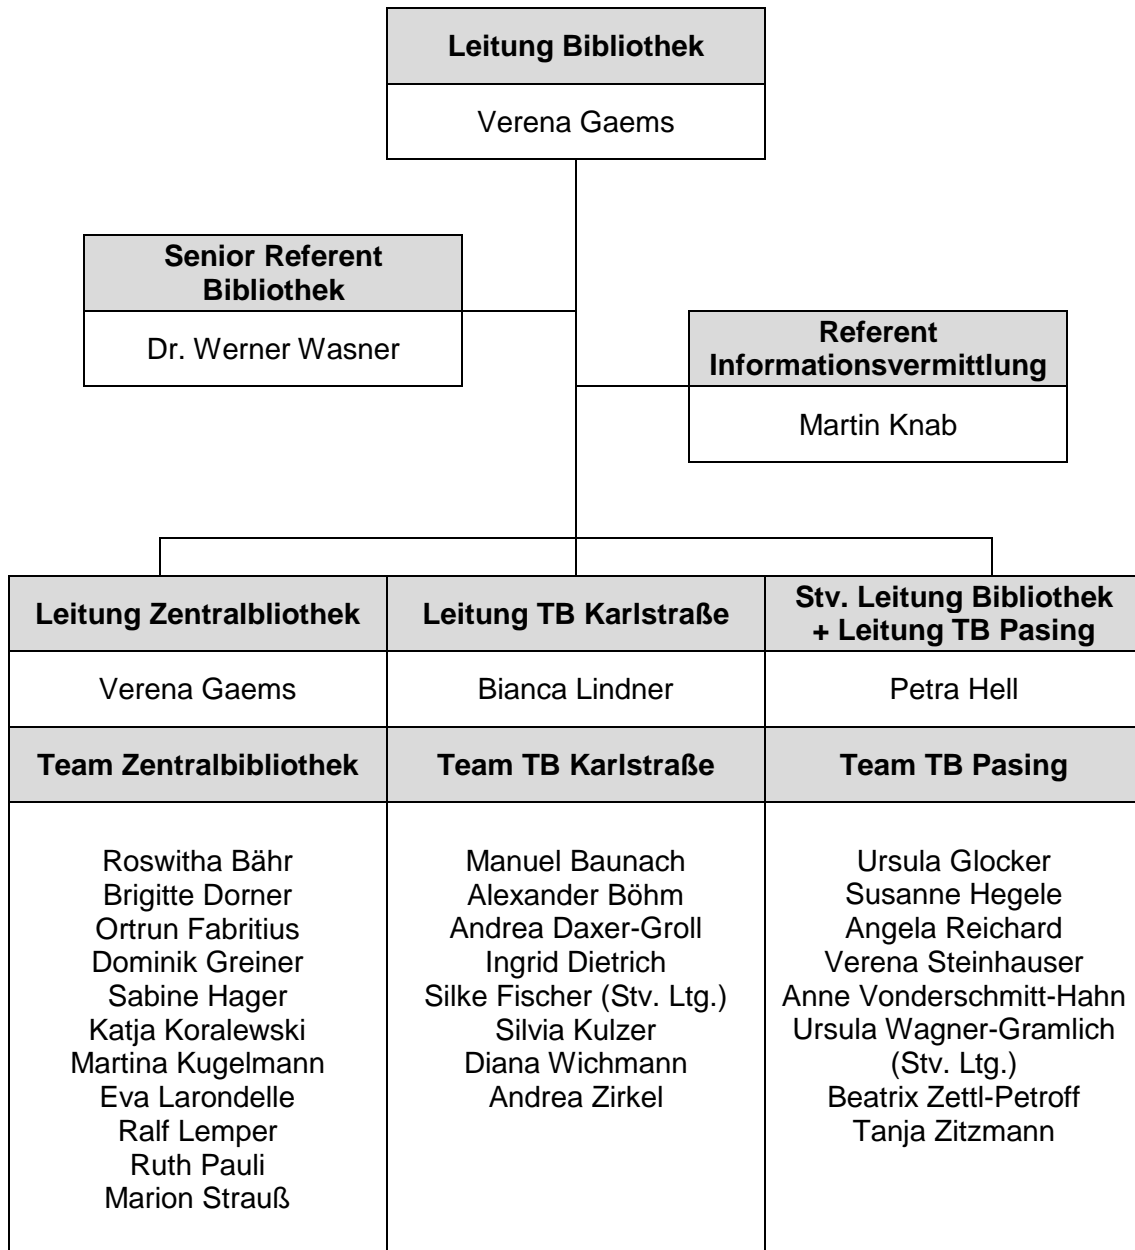 Leitung Bibliothek
Verena Gaems
Senior Referent
Bibliothek
Dr. Werner Wasner
Referent
Informationsvermittlung
Martin Knab
Leitung Zentralbliothek
Verena Gaems
Team Zentralbibliothek
Roswitha Bähr
Brigitte Dorner
Ortrun Fabritius
Dominik Greiner
Sabine Hager
Katja Koralewski
Martina Kugelmann
Eva Larondelle
Ralf Lemper
Ruth Pauli
Marion Strauß
Leitung TB Karlstraße
Bianca Lindner
Team TB Karlstraße
Manuel Baunach
Alexander Böhm
Andrea Daxer-Groll
Ingrid Dietrich
Silke Fischer (Stv. Ltg.)
Silvia Kulzer
Diana Wichmann
Andrea Zirkel
Stv. Leitung Bibliothek
+ Leitung TB Pasing
Petra Hell
Team TB Pasing
Ursula Glocker
Susanne Hegele
Angela Reichard
Verena Steinhauser
Anne Vonderschmitt-Hahn
Ursula Wagner-Gramlich
(Stv. Ltg.)
Beatrix Zettl-Petroff
Tanja Zitzmann